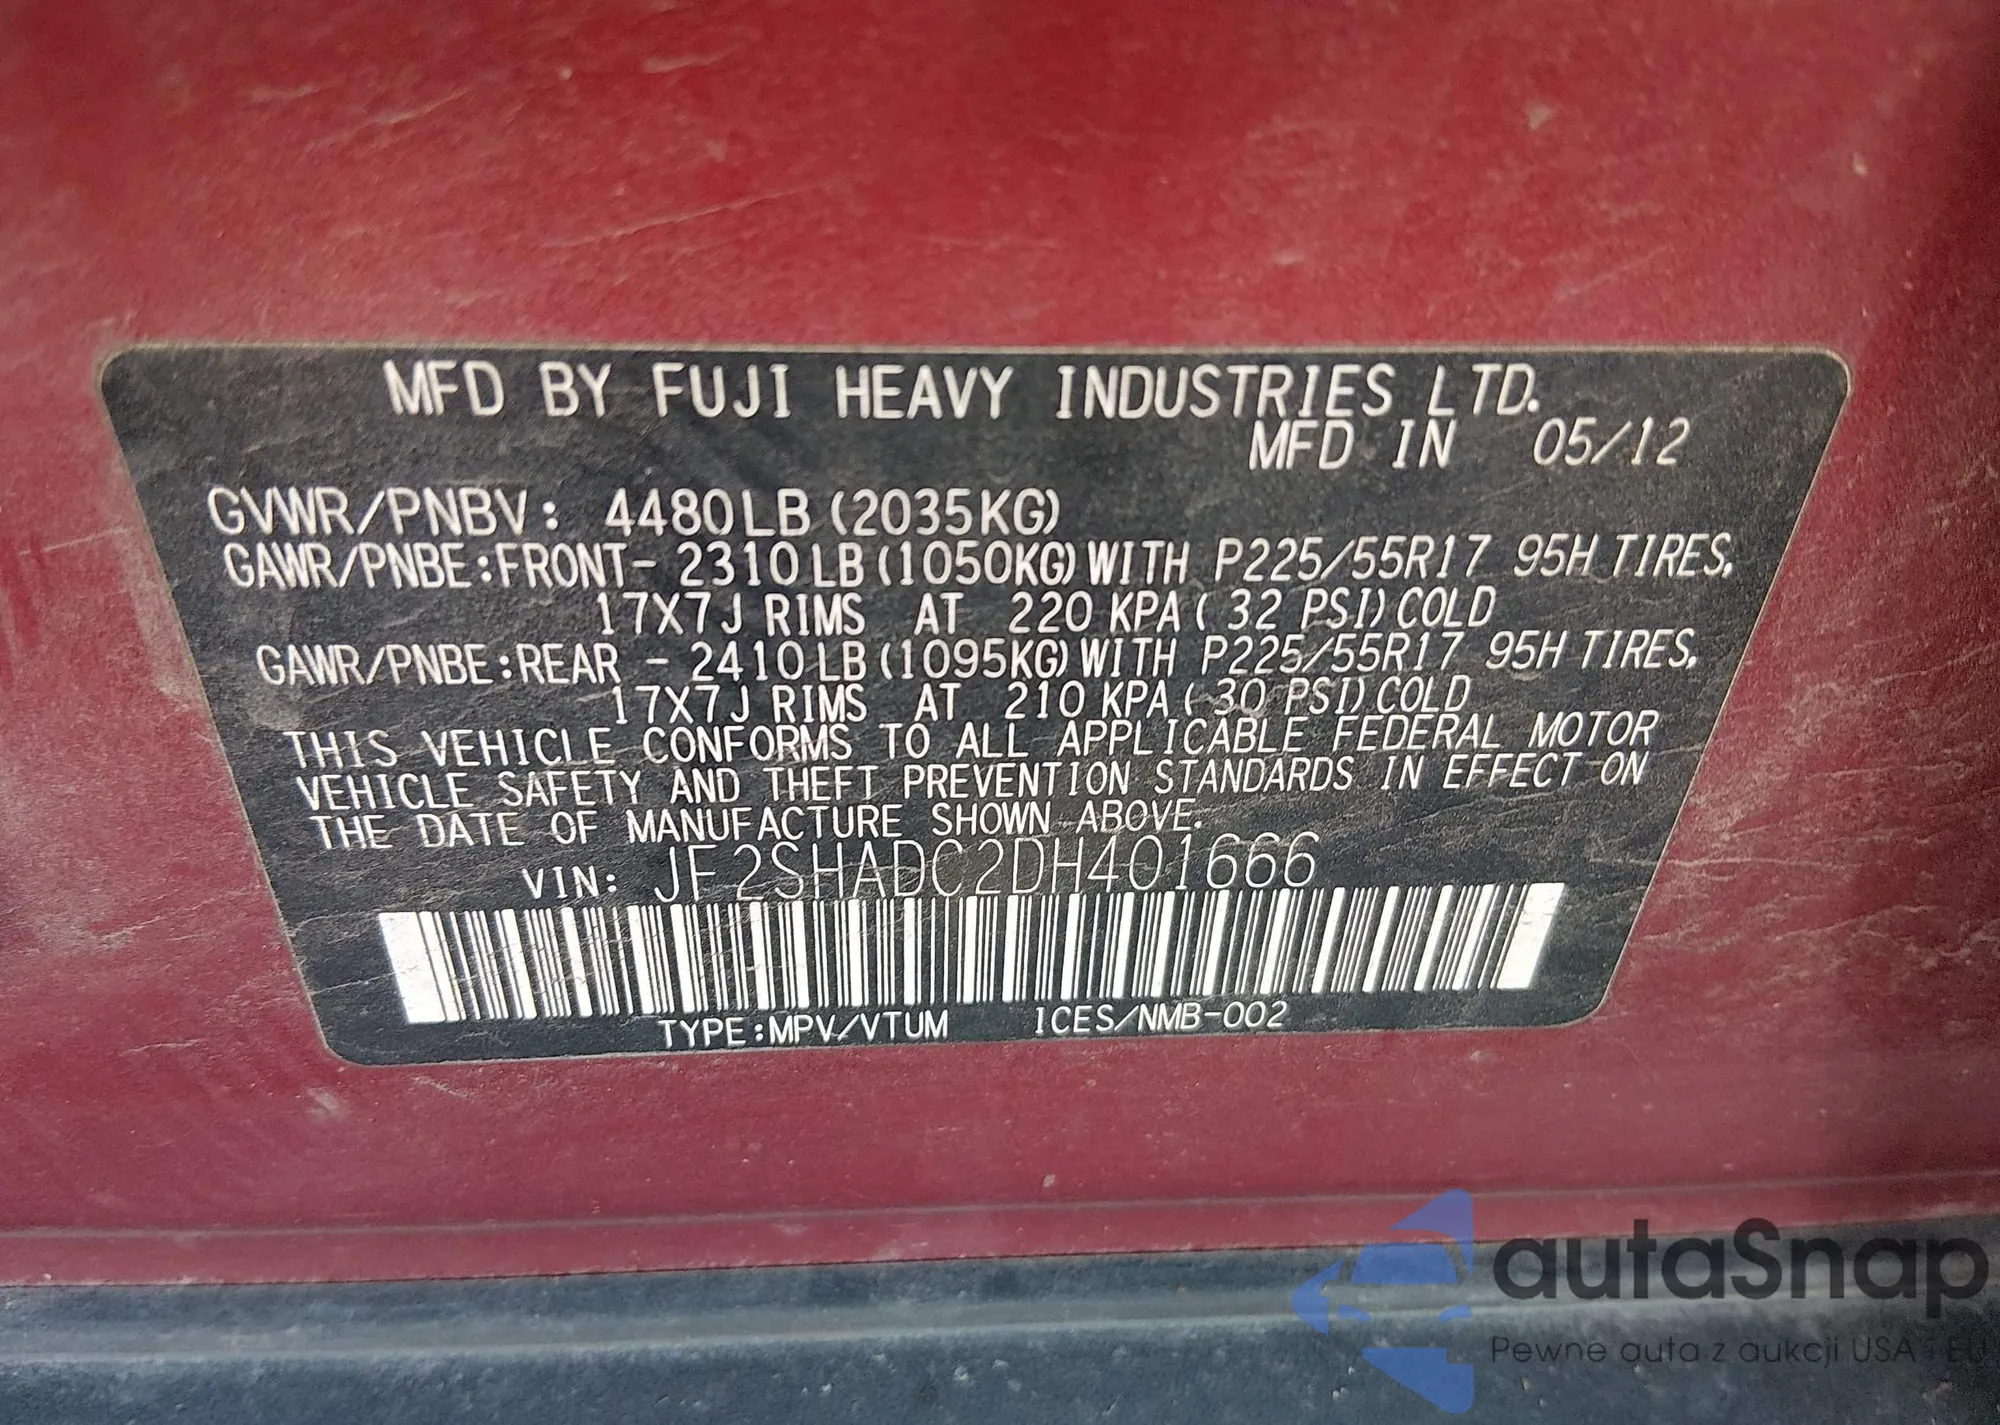 MFD BY FUJI HEAVY INDUSTRIES LTD.
MFD IN 05/12
GVWR/PNBV: 4480LB (2035KG)
GAWR/PNBE:FRONT- 2310LB (1050KG) WITH P225/55R17 95H TIRES,
17X7J RIMS AT 220 KPA ( 32 PSI) COLD
GAWR/PNBE:REAR - 2410LB (1095KG) WITH P225/55R17 95H TIRES,
17X7J RIMS AT 210 KPA ( 30 PSI) COLD
THIS VEHICLE CONFORMS TO ALL APPLICABLE FEDERAL MOTOR
VEHICLE SAFETY AND THEFT PREVENTION STANDARDS IN EFFECT ON
THE DATE OF MANUFACTURE SHOWN ABOVE.
VIN: JF2SHADC2DH401666
TYPE:MPV/VTUM ICES/NMB-002
autaSnap
Pewne auta z aukcji USA i EU